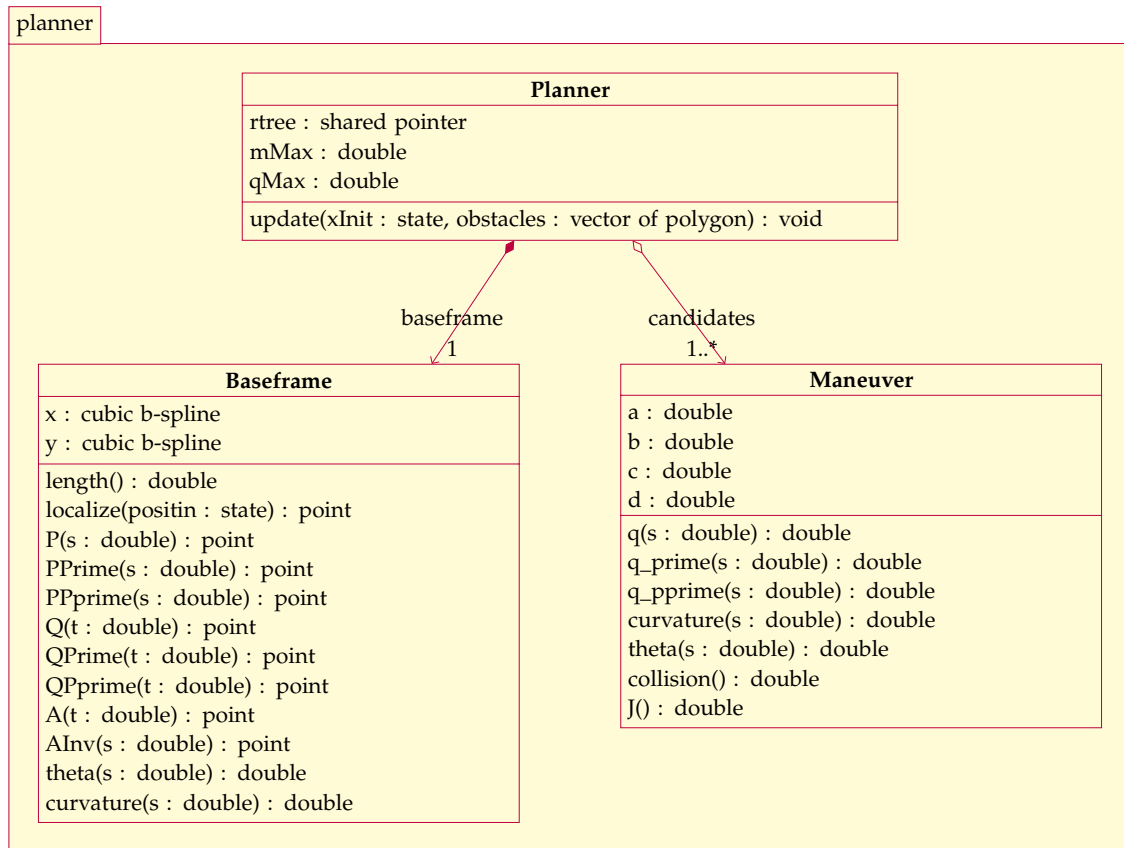 planner
Planner
rtree : shared pointer
mMax : double
qMax : double
update(xInit : state, obstacles : vector of polygon) : void
baseframe
1
candidates
1..*
Baseframe
x : cubic b-spline
y : cubic b-spline
length() : double
localize(positin : state) : point
P(s : double) : point
PPrime(s : double) : point
PPprime(s : double) : point
Q(t : double) : point
QPrime(t : double) : point
QPprime(t : double) : point
A(t : double) : point
AInv(s : double) : point
theta(s : double) : double
curvature(s : double) : double
Maneuver
a : double
b : double
c : double
d : double
q(s : double) : double
q_prime(s : double) : double
q_pprime(s : double) : double
curvature(s : double) : double
theta(s : double) : double
collision() : double
J() : double